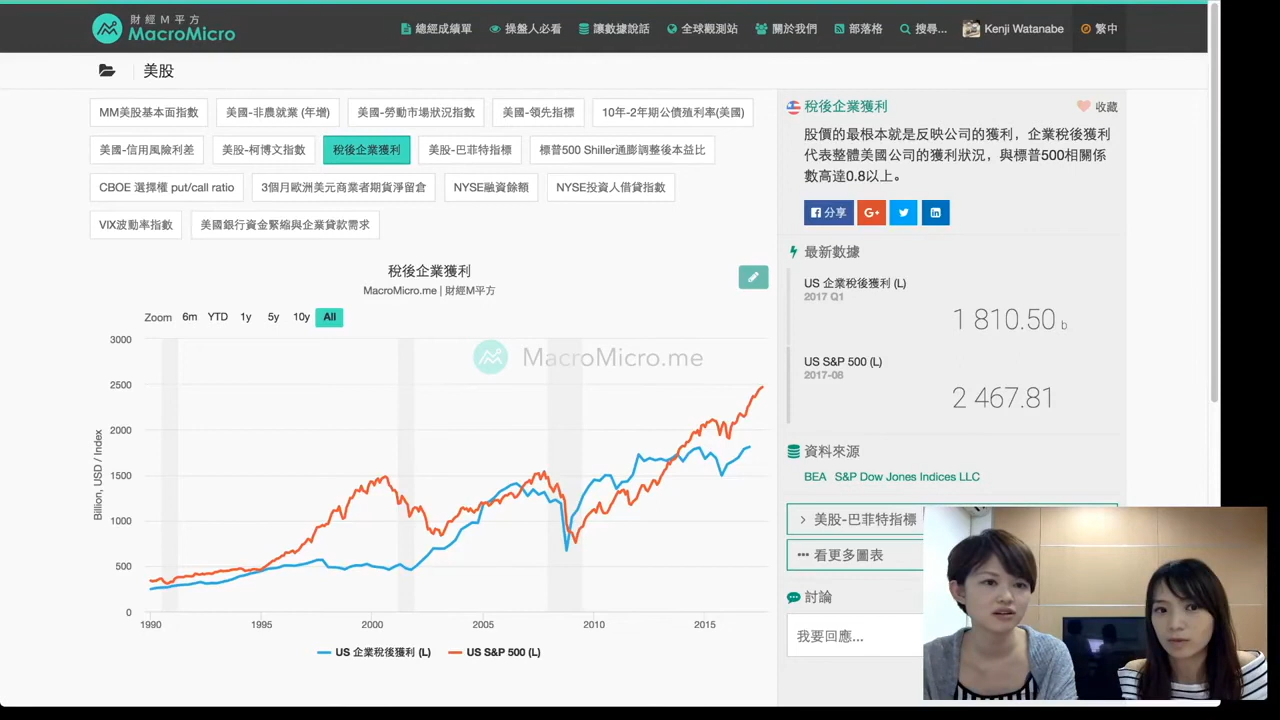 財經M平方
MacroMicro
總經成績單 操盤人必看 讓數據說話 全球觀測站 關於我們 部落格 搜尋... Kenji Watanabe 繁中
美股
MM美股基本面指數 美國-非農就業 (年增) 美國-勞動市場狀況指數 美國-領先指標 10年-2年期公債殖利率(美國)
美國-信用風險利差 美股-柯博文指數 稅後企業獲利 美股-巴菲特指標 標普500 Shiller通膨調整後本益比
CBOE 選擇權 put/call ratio 3個月歐洲美元商業者期貨淨留倉 NYSE融資餘額 NYSE投資人借貸指數
VIX波動率指數 美國銀行資金緊縮與企業貸款需求
稅後企業獲利
MacroMicro.me | 財經M平方
Zoom 6m YTD 1y 5y 10y All
MacroMicro.me
3000
2500
2000
1500
1000
500
0
Billion, USD / Index
1990 1995 2000 2005 2010 2015
US 企業稅後獲利 (L) US S&P 500 (L)
稅後企業獲利 收藏
股價的最根本就是反映公司的獲利，企業稅後獲利
代表整體美國公司的獲利狀況，與標普500相關係
數高達0.8以上。
分享 G+
最新數據
US 企業稅後獲利 (L)
2017 Q1
1 810.50 b
US S&P 500 (L)
2017-08
2 467.81
資料來源
BEA S&P Dow Jones Indices LLC
美股-巴菲特指標
看更多圖表
討論
我要回應...